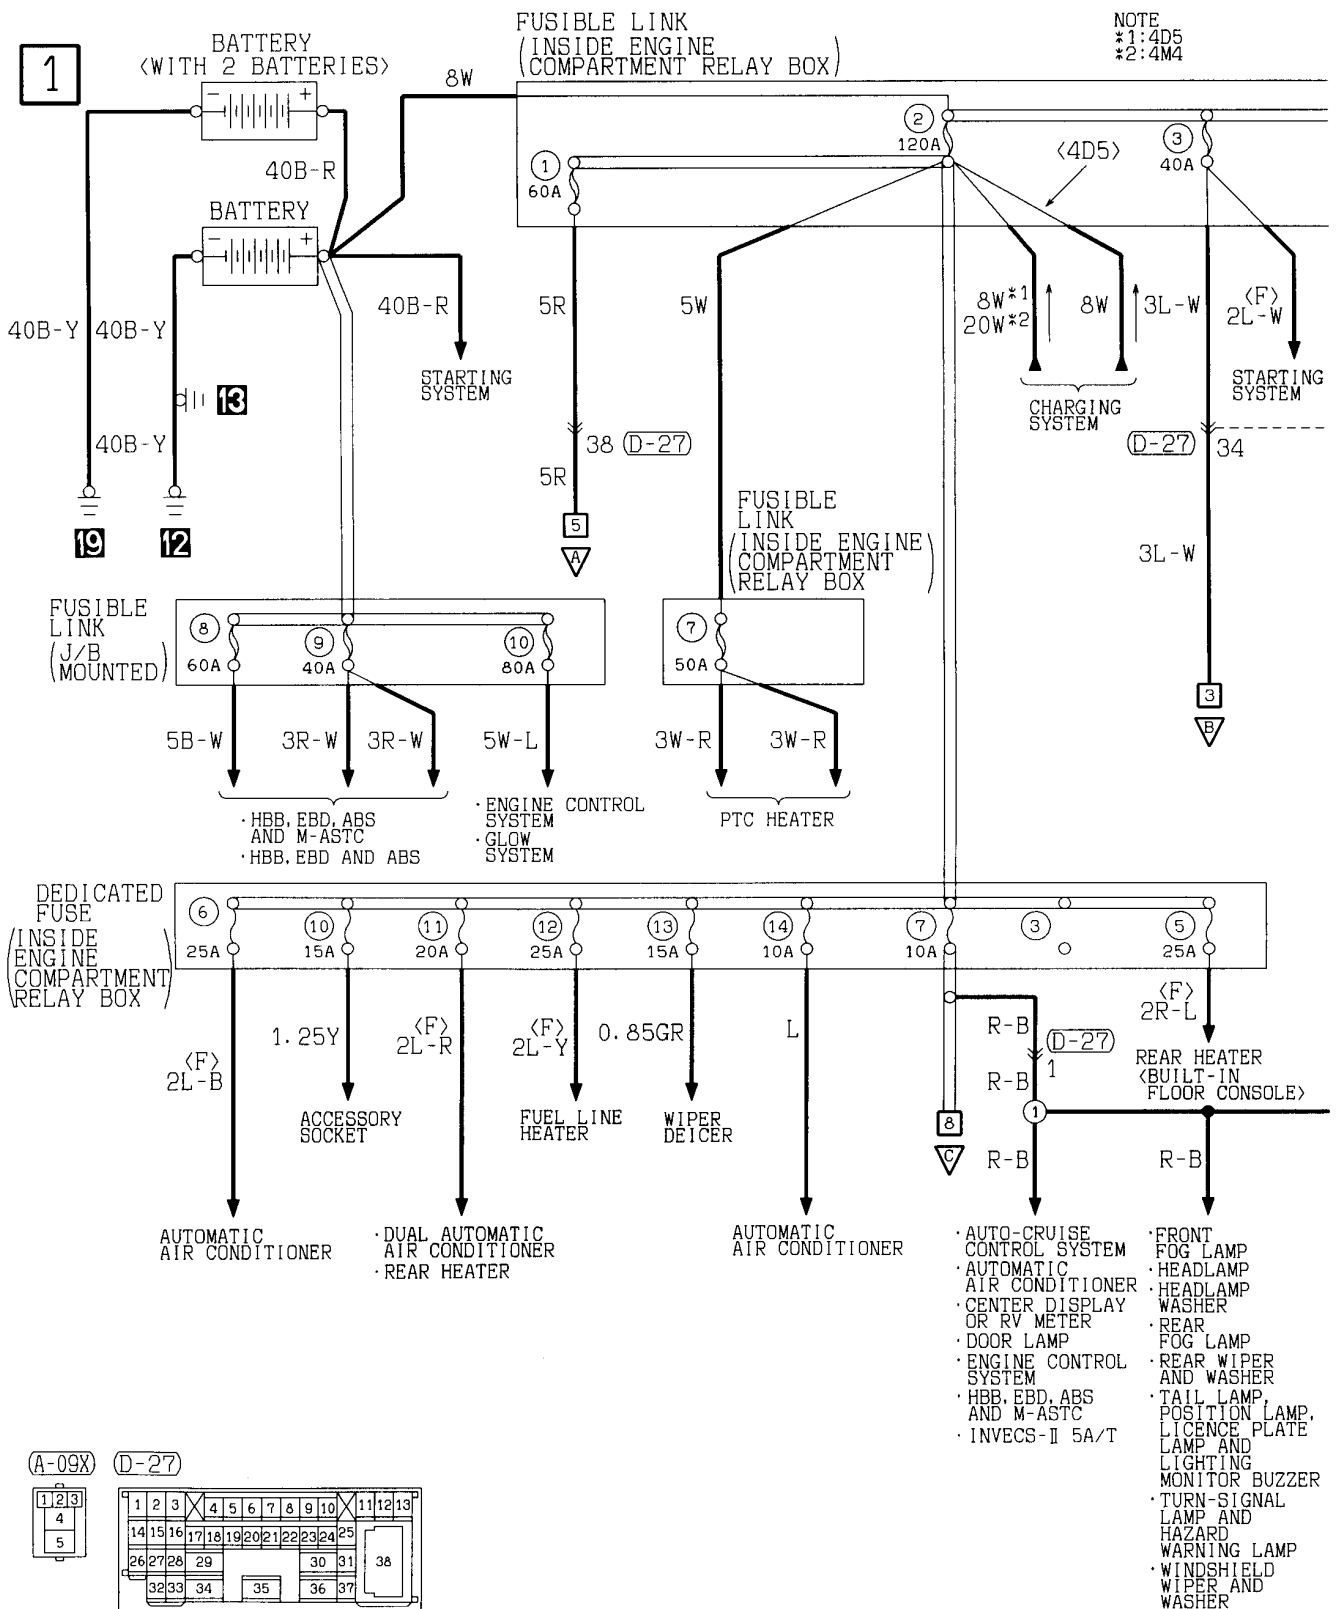 1
BATTERY
<WITH 2 BATTERIES>
-
+
8W
FUSIBLE LINK
(INSIDE ENGINE
COMPARTMENT RELAY BOX)
NOTE
*1:4D5
*2:4M4
40B-R
BATTERY
-
+
1
60A
2
120A
<4D5>
3
40A
40B-Y
40B-Y
40B-R
STARTING
SYSTEM
5R
5W
8W*1
20W*2
8W
CHARGING
SYSTEM
3L-W
<F>
2L-W
STARTING
SYSTEM
13
40B-Y
38 (D-27)
5R
(D-27) 34
19
12
5
A
FUSIBLE
LINK
(INSIDE ENGINE
COMPARTMENT
RELAY BOX)
3L-W
FUSIBLE
LINK
(J/B
MOUNTED)
8
60A
9
40A
10
80A
7
50A
3
B
5B-W
3R-W
3R-W
5W-L
3W-R
3W-R
·HBB,EBD,ABS
AND M-ASTC
·HBB,EBD AND ABS
·ENGINE CONTROL
SYSTEM
·GLOW
SYSTEM
PTC HEATER
DEDICATED
FUSE
(INSIDE
ENGINE
COMPARTMENT
RELAY BOX)
6
25A
10
15A
11
20A
12
25A
13
15A
14
10A
7
10A
3
5
25A
<F>
2L-B
1.25Y
<F>
2L-R
<F>
2L-Y
0.85GR
L
R-B
(D-27)
1
R-B
<F>
2R-L
REAR HEATER
<BUILT-IN
FLOOR CONSOLE>
ACCESSORY
SOCKET
FUEL LINE
HEATER
WIPER
DEICER
8
C
1
R-B
R-B
AUTOMATIC
AIR CONDITIONER
·DUAL AUTOMATIC
AIR CONDITIONER
·REAR HEATER
AUTOMATIC
AIR CONDITIONER
·AUTO-CRUISE
CONTROL SYSTEM
·AUTOMATIC
AIR CONDITIONER
·CENTER DISPLAY
OR RV METER
·DOOR LAMP
·ENGINE CONTROL
SYSTEM
·HBB,EBD,ABS
AND M-ASTC
·INVECS-Ⅱ 5A/T
·FRONT
FOG LAMP
·HEADLAMP
·HEADLAMP
WASHER
·REAR
FOG LAMP
·REAR WIPER
AND WASHER
·TAIL LAMP,
POSITION LAMP,
LICENCE PLATE
LAMP AND
LIGHTING
MONITOR BUZZER
·TURN-SIGNAL
LAMP AND
HAZARD
WARNING LAMP
·WINDSHIELD
WIPER AND
WASHER
(A-09X)
1 2 3
4
5
(D-27)
1 2 3 4 5 6 7 8 9 10 11 12 13
14 15 16 17 18 19 20 21 22 23 24 25
26 27 28 29 30 31 38
32 33 34 35 36 37